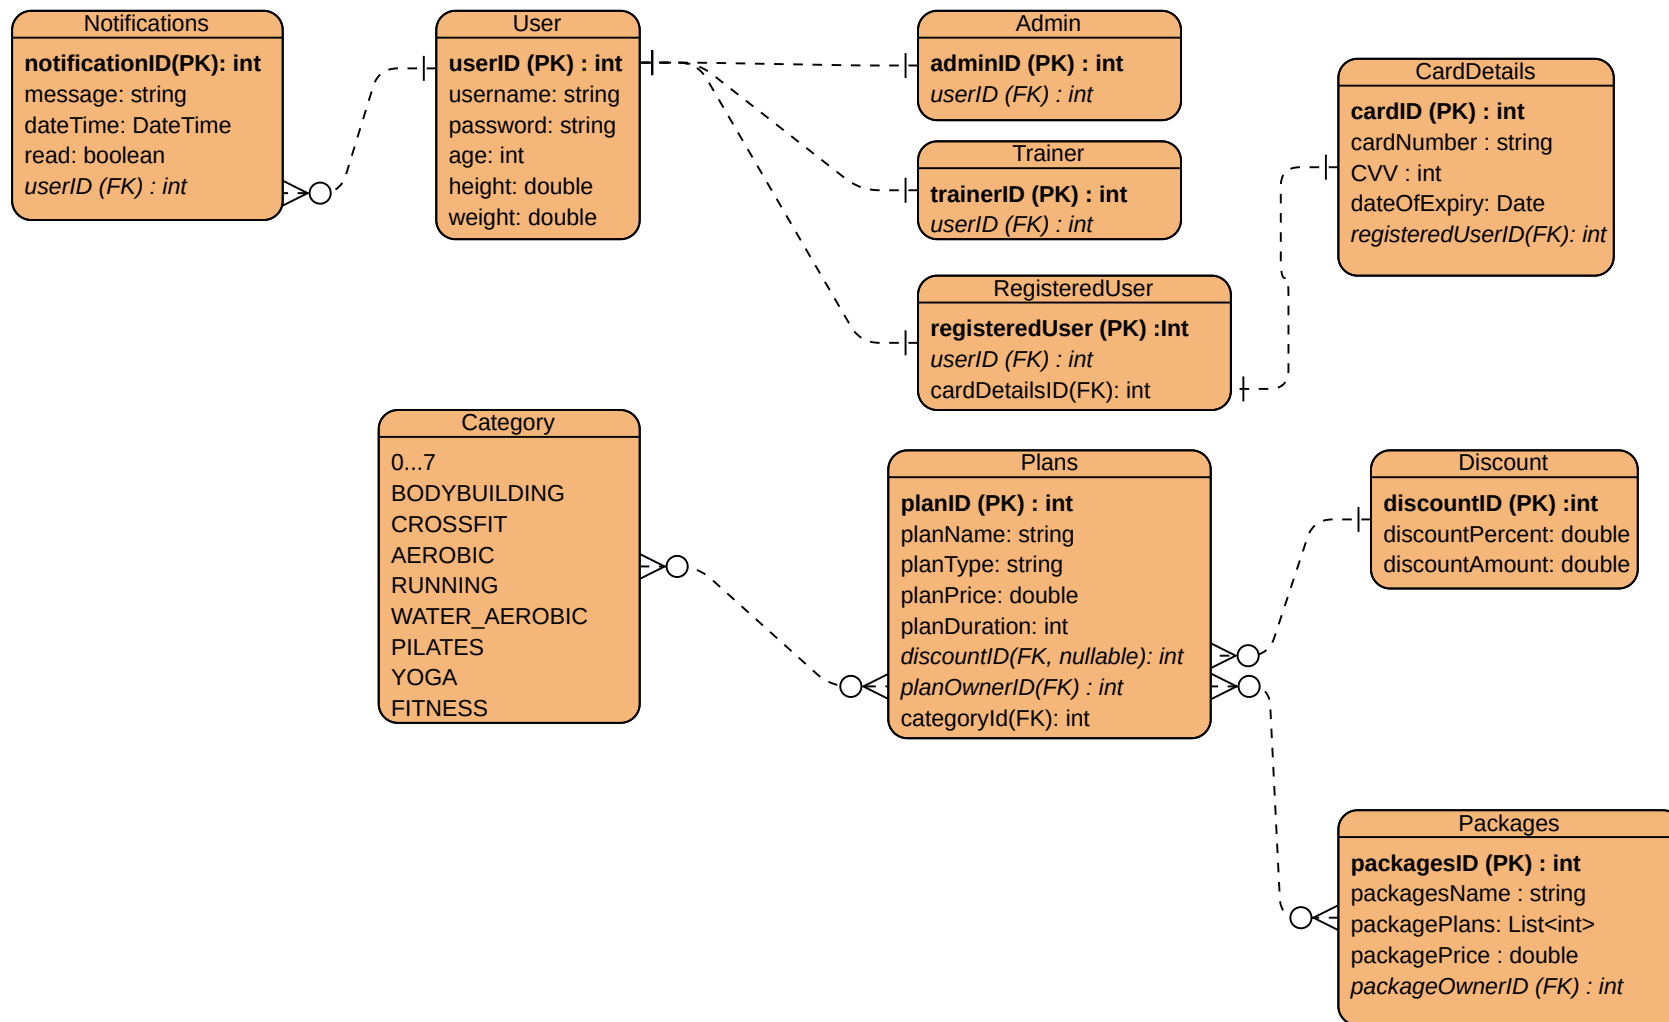 Notifications
notificationID(PK): int
message: string
dateTime: DateTime
read: boolean
userID (FK) : int
User
userID (PK) : int
username: string
password: string
age: int
height: double
weight: double
Admin
adminID (PK) : int
userID (FK) : int
Trainer
trainerID (PK) : int
userID (FK) : int
CardDetails
cardID (PK) : int
cardNumber : string
CVV : int
dateOfExpiry: Date
registeredUserID(FK): int
RegisteredUser
registeredUser (PK) :Int
userID (FK) : int
cardDetailsID(FK): int
Category
0...7
BODYBUILDING
CROSSFIT
AEROBIC
RUNNING
WATER_AEROBIC
PILATES
YOGA
FITNESS
Plans
planID (PK) : int
planName: string
planType: string
planPrice: double
planDuration: int
discountID(FK, nullable): int
planOwnerID(FK) : int
categoryId(FK): int
Discount
discountID (PK) :int
discountPercent: double
discountAmount: double
Packages
packagesID (PK) : int
packagesName : string
packagePlans: List<int>
packagePrice : double
packageOwnerID (FK) : int